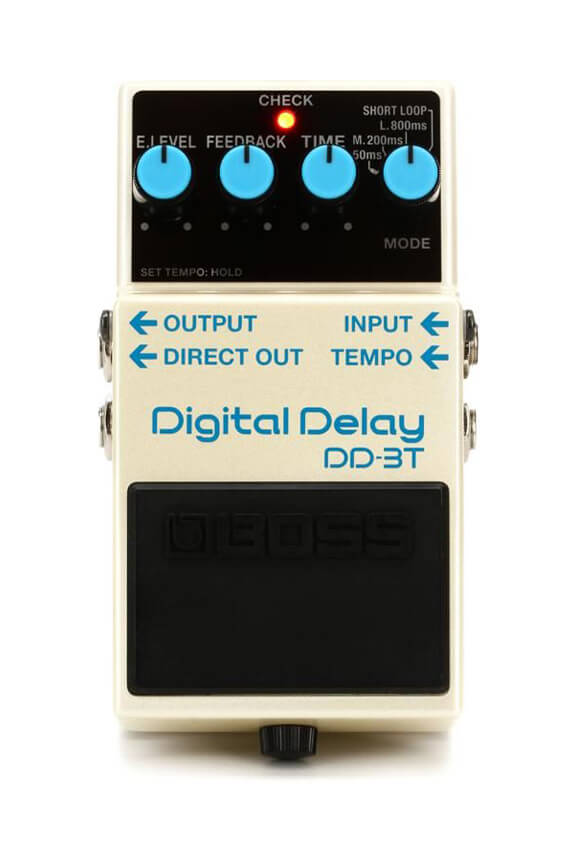 CHECK
SHORT LOOP
L.800ms
E.LEVEL FEEDBACK TIME M.200ms
50ms
MODE
SET TEMPO: HOLD
OUTPUT INPUT
DIRECT OUT TEMPO
Digital Delay
DD-3T
BOSS